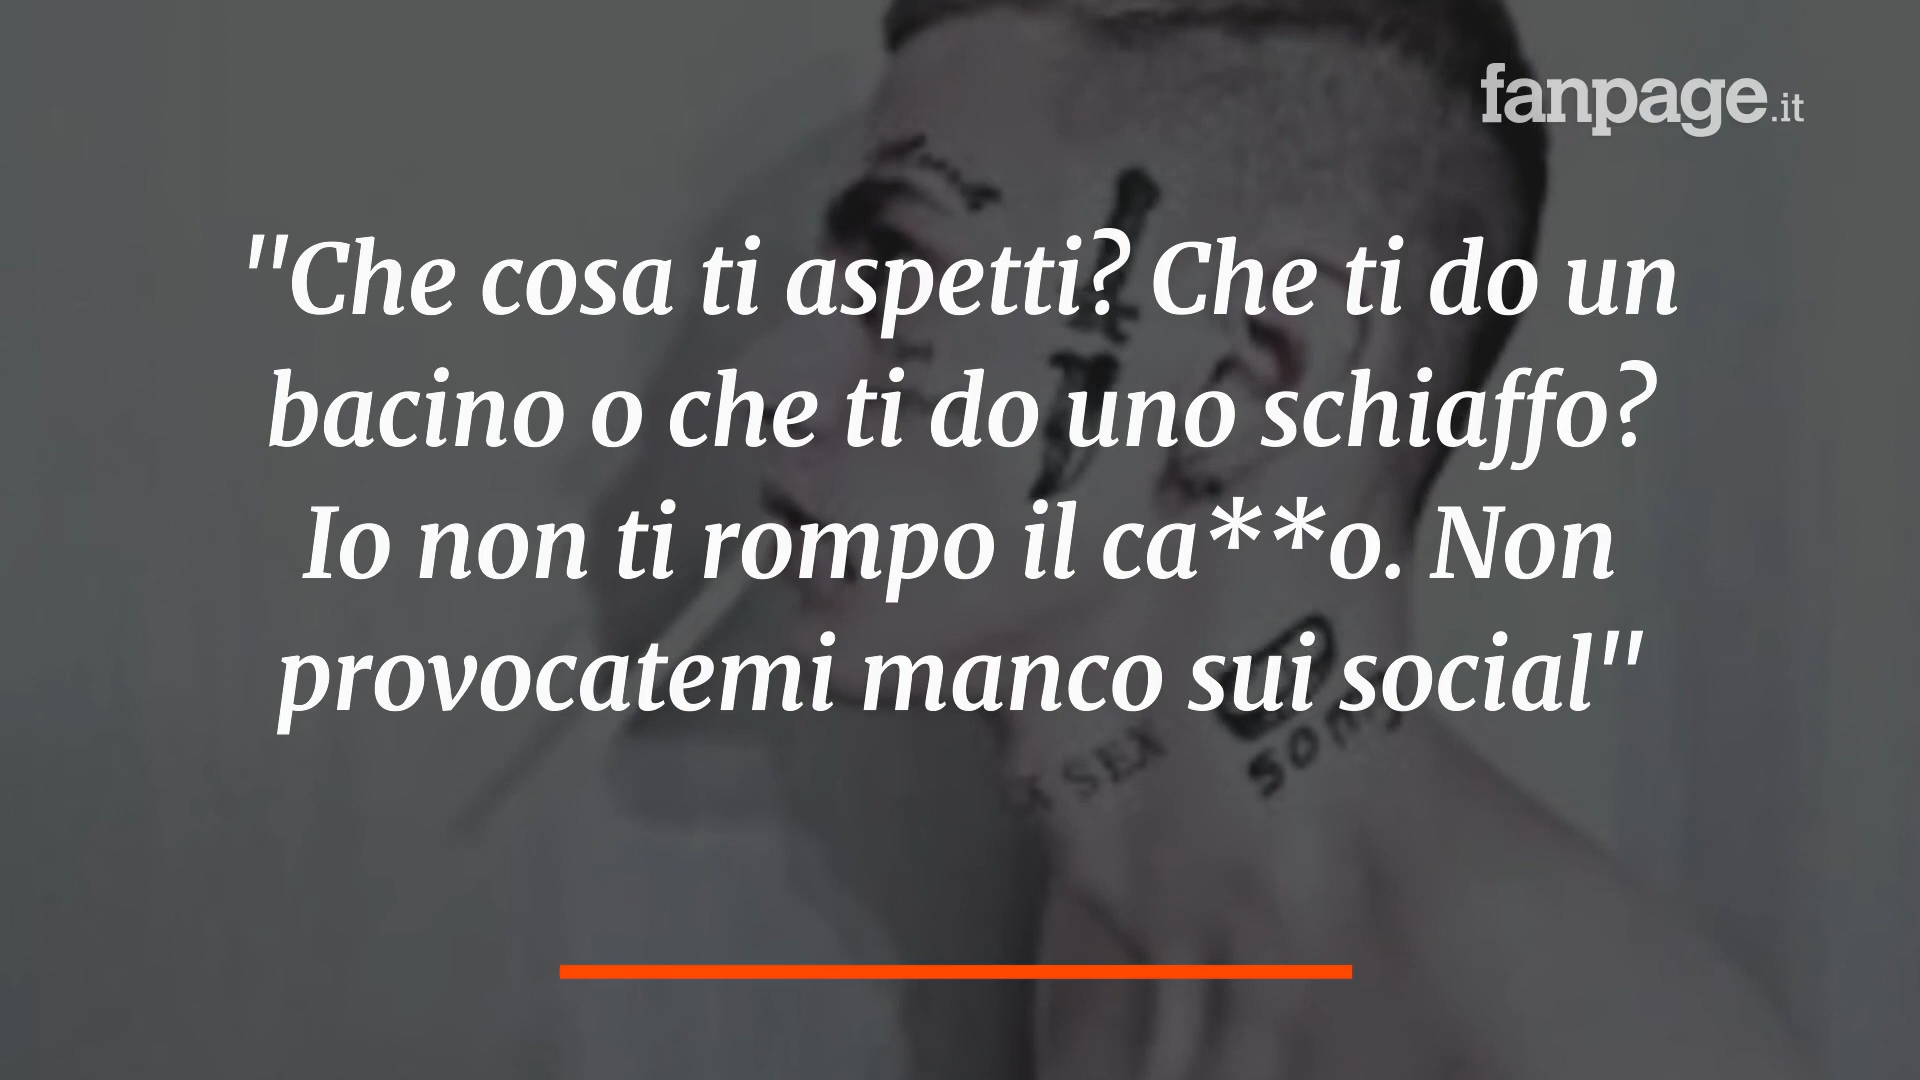 fanpage.it
"Che cosa ti aspetti? Che ti do un
bacino o che ti do uno schiaffo?
Io non ti rompo il ca**o. Non
provocatemi manco sui social"
SEX